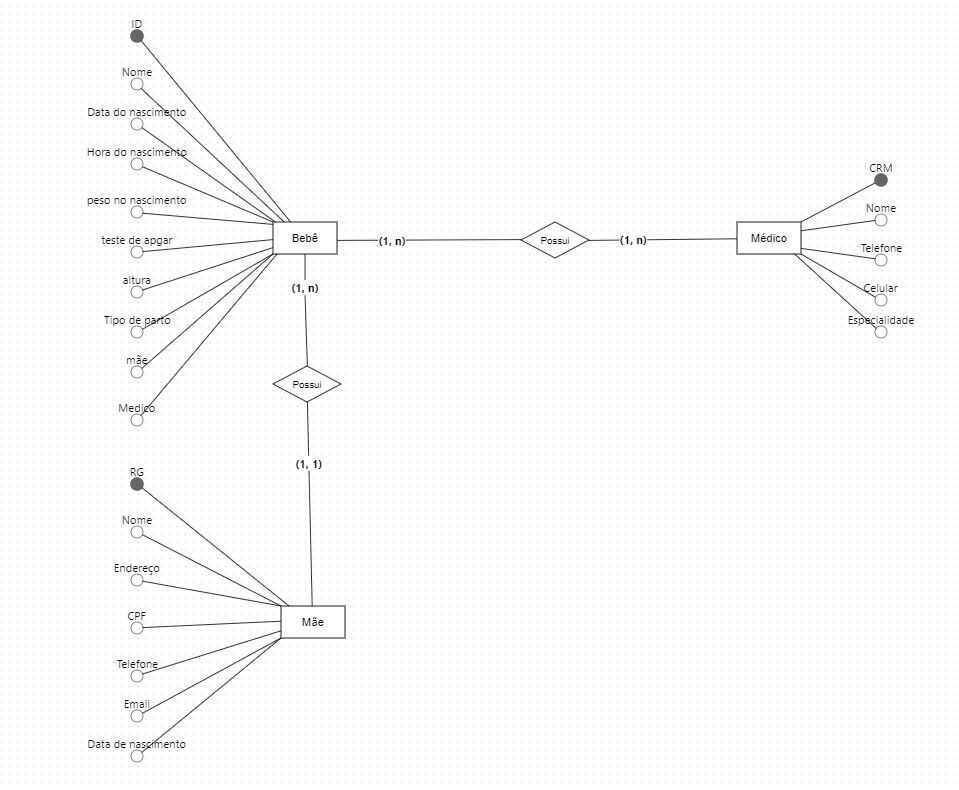 ID
Nome
Data do nascimento
Hora do nascimento
peso no nascimento
teste de apgar
altura
Tipo de parto
mãe
Medico
Bebê
(1, n)
Possui
(1, n)
Médico
CRM
Nome
Telefone
Celular
Especialidade
(1, n)
Possui
(1, 1)
RG
Nome
Endereço
CPF
Telefone
Email
Data de nascimento
Mãe